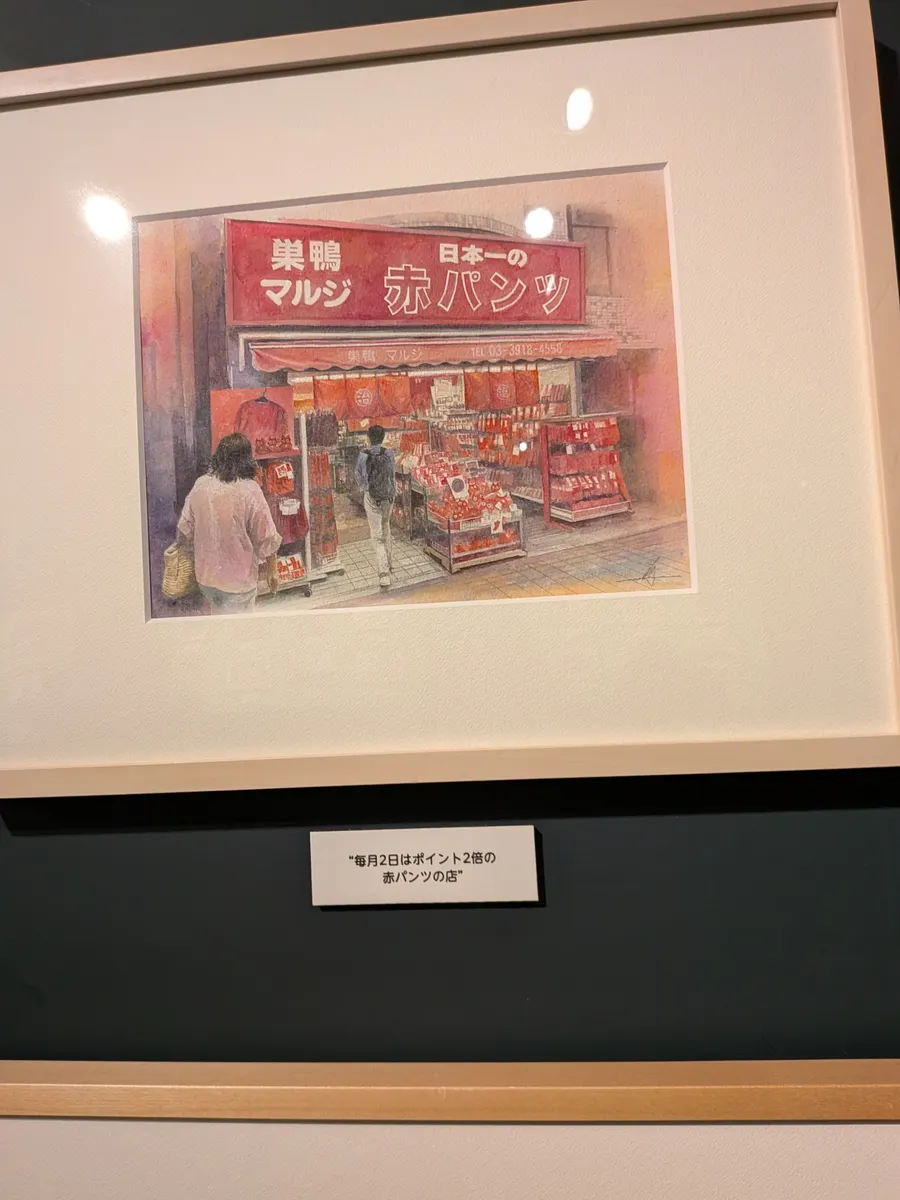 巣鴨
マルジ
日本一の
赤パンツ
巣鴨 マルジ
TEL 03-3918-4558
“毎月2日はポイント2倍の
赤パンツの店”